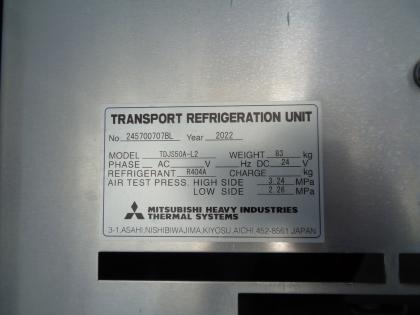 TRANSPORT REFRIGERATION UNIT
No 245700707BL Year 2022
MODEL TDJS50A-L2 WEIGHT 83 kg
PHASE AC V Hz DC 24 V
REFRIGERANT R404A CHARGE kg
AIR TEST PRESS. HIGH SIDE 3.24 MPa
LOW SIDE 2.26 MPa
MITSUBISHI HEAVY INDUSTRIES
THERMAL SYSTEMS
3-1,ASAHI,NISHIBIWAJIMA,KIYOSU,AICHI 452-8561 JAPAN